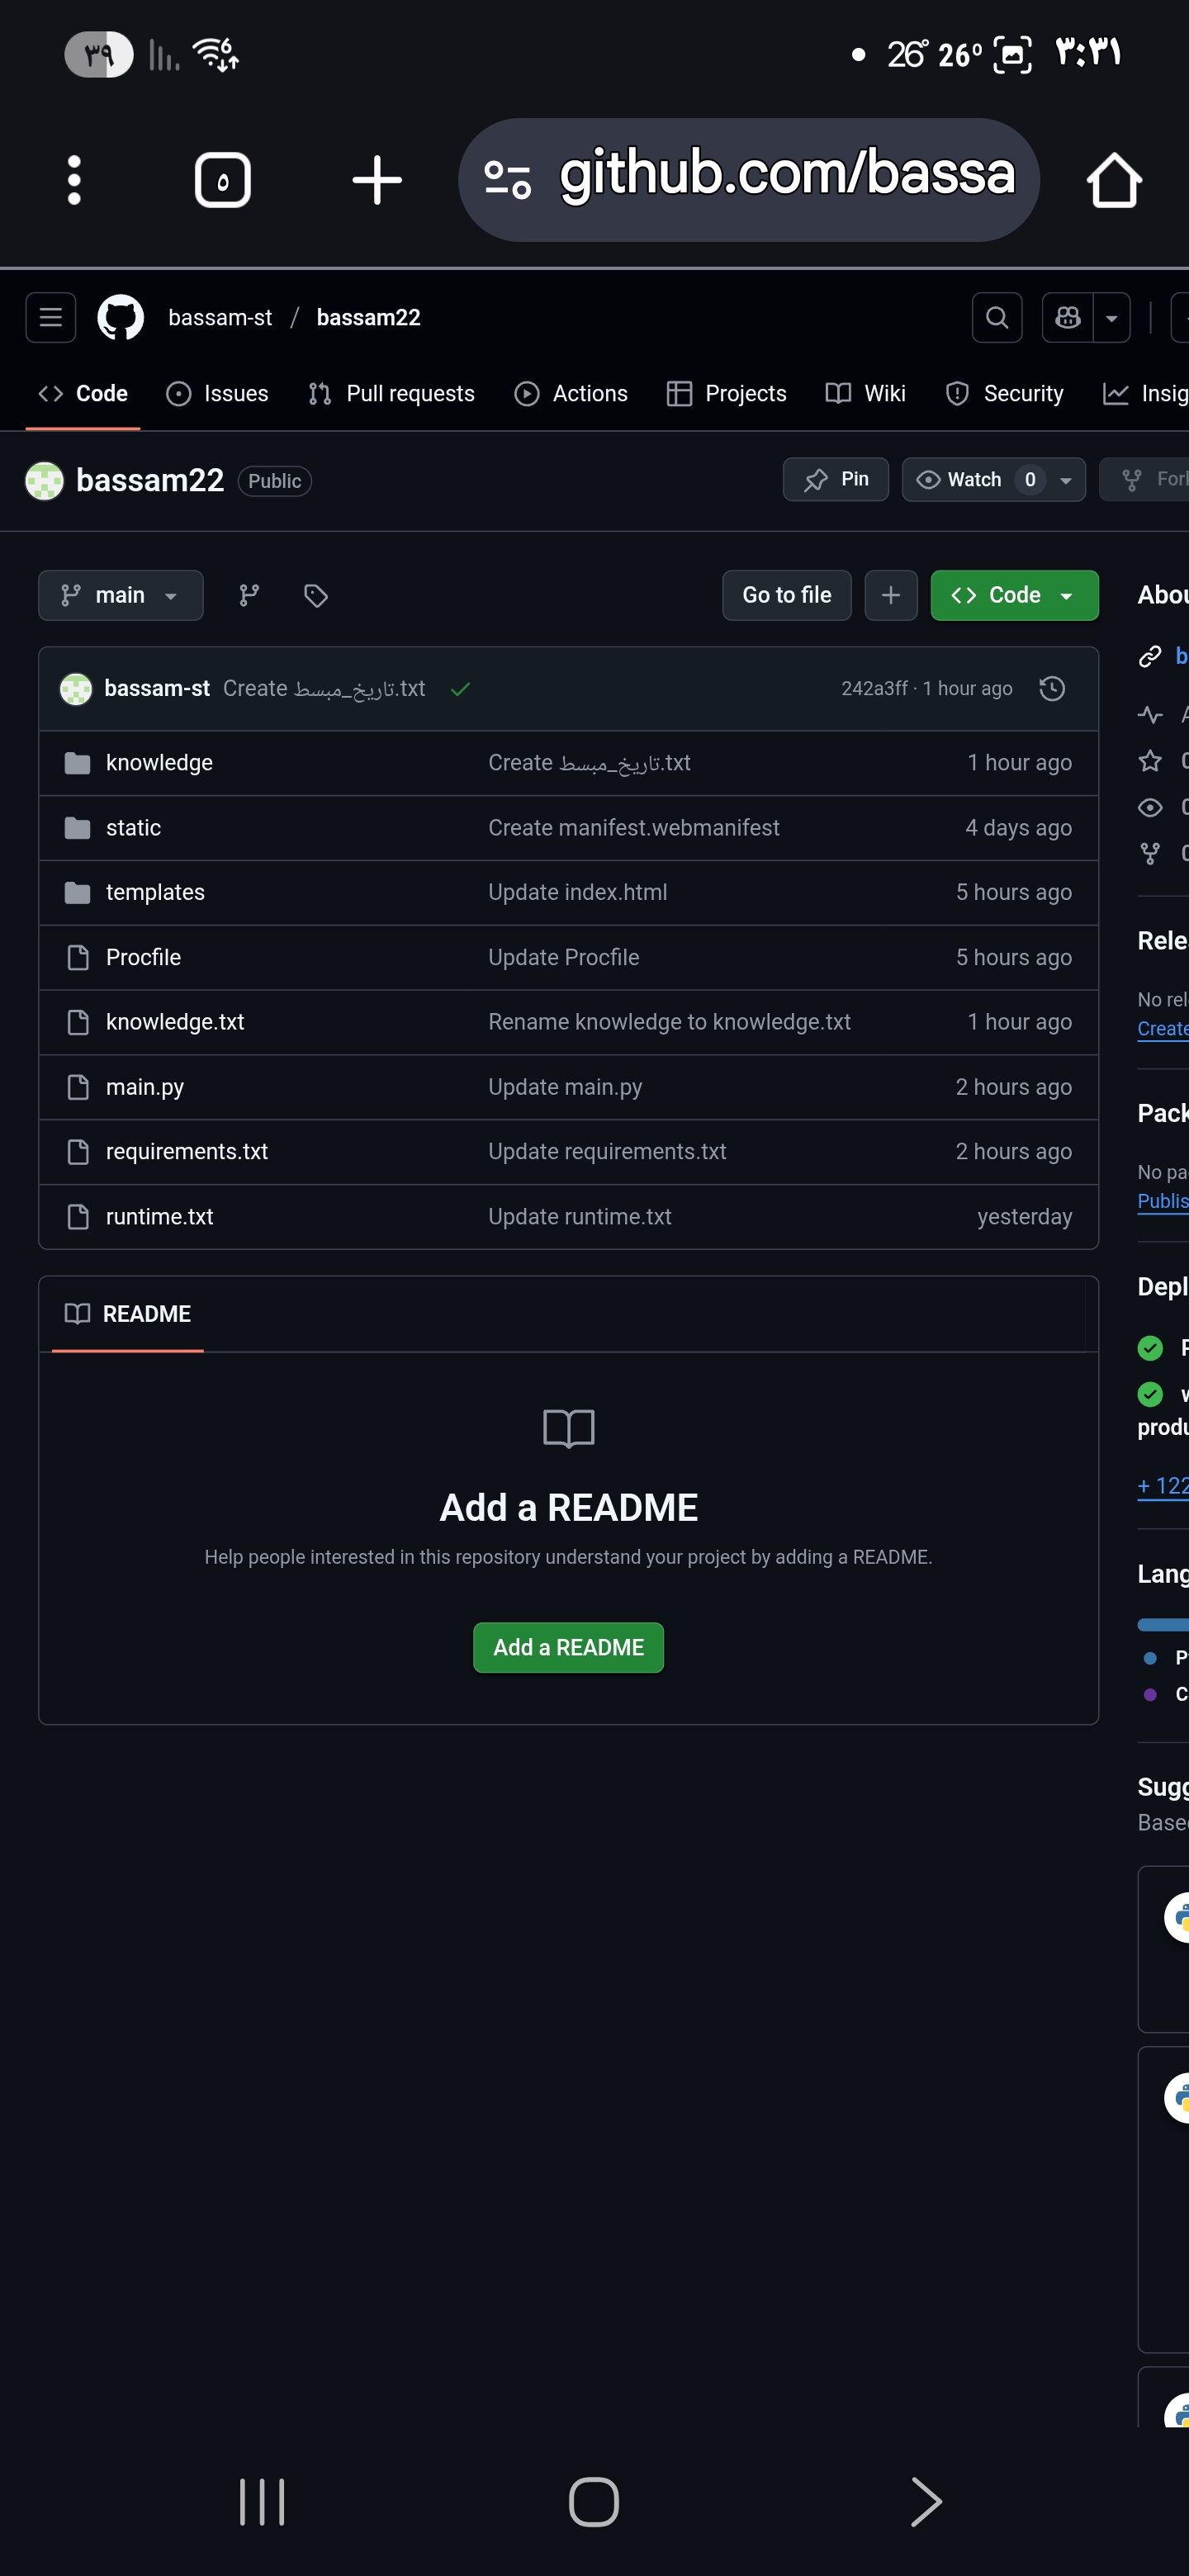 ٣٩
26° 26° ٣:٣١
٥
github.com/bassa
bassam-st / bassam22
Code Issues Pull requests Actions Projects Wiki Security Insig
bassam22 Public Pin Watch 0 Fork
main Go to file Code
bassam-st Create تاريخ_مبسط.txt 242a3ff · 1 hour ago
knowledge Create تاريخ_مبسط.txt 1 hour ago
static Create manifest.webmanifest 4 days ago
templates Update index.html 5 hours ago
Procfile Update Procfile 5 hours ago
knowledge.txt Rename knowledge to knowledge.txt 1 hour ago
main.py Update main.py 2 hours ago
requirements.txt Update requirements.txt 2 hours ago
runtime.txt Update runtime.txt yesterday
README
Add a README
Help people interested in this repository understand your project by adding a README.
Add a README
Abou
b
A
0
0
0
Rele
No rel
Create
Pack
No pa
Publis
Depl
produ
+ 122
Lang
P
C
Sugg
Base